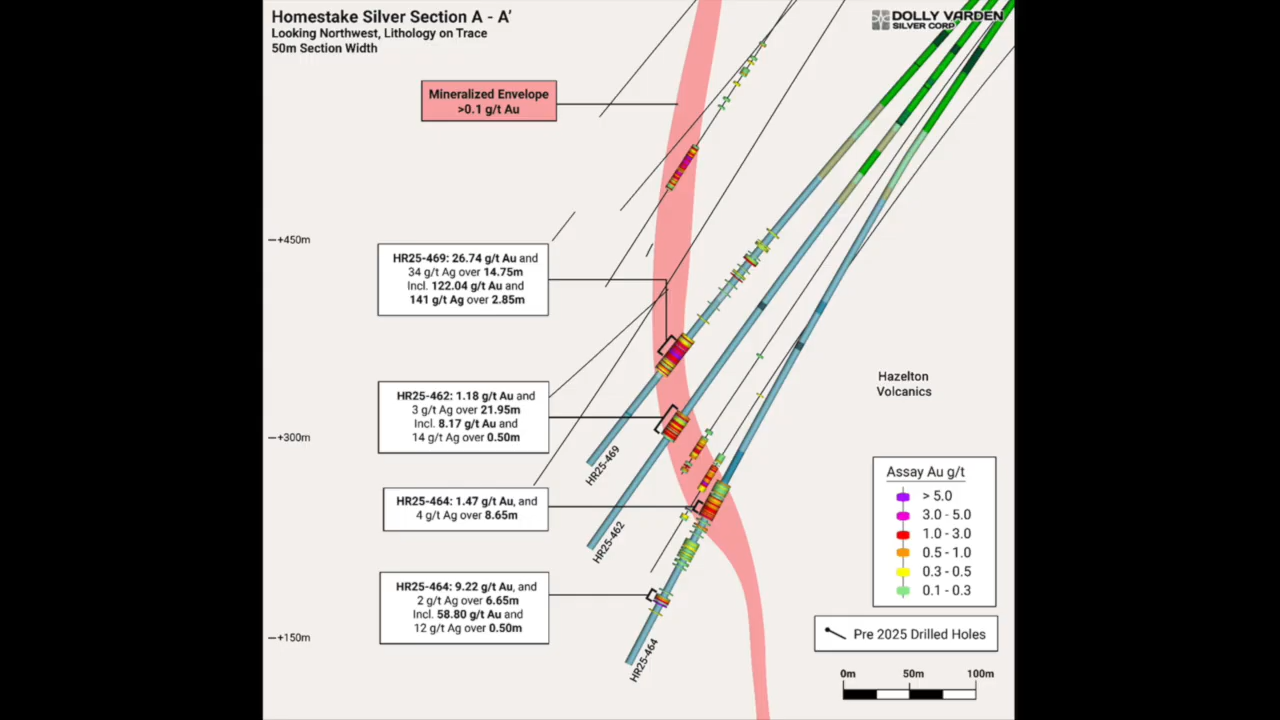 Homestake Silver Section A - A'
Looking Northwest, Lithology on Trace
50m Section Width
DOLLY VARDEN
SILVER CORP
Mineralized Envelope
>0.1 g/t Au
+450m
HR25-469: 26.74 g/t Au and
34 g/t Ag over 14.75m
Incl. 122.04 g/t Au and
141 g/t Ag over 2.85m
HR25-462: 1.18 g/t Au and
3 g/t Ag over 21.95m
Incl. 8.17 g/t Au and
14 g/t Ag over 0.50m
+300m
HR25-464: 1.47 g/t Au, and
4 g/t Ag over 8.65m
HR25-464: 9.22 g/t Au, and
2 g/t Ag over 6.65m
Incl. 58.80 g/t Au and
12 g/t Ag over 0.50m
+150m
HR25-469
HR25-462
HR25-464
Hazelton
Volcanics
Assay Au g/t
> 5.0
3.0 - 5.0
1.0 - 3.0
0.5 - 1.0
0.3 - 0.5
0.1 - 0.3
Pre 2025 Drilled Holes
0m 50m 100m